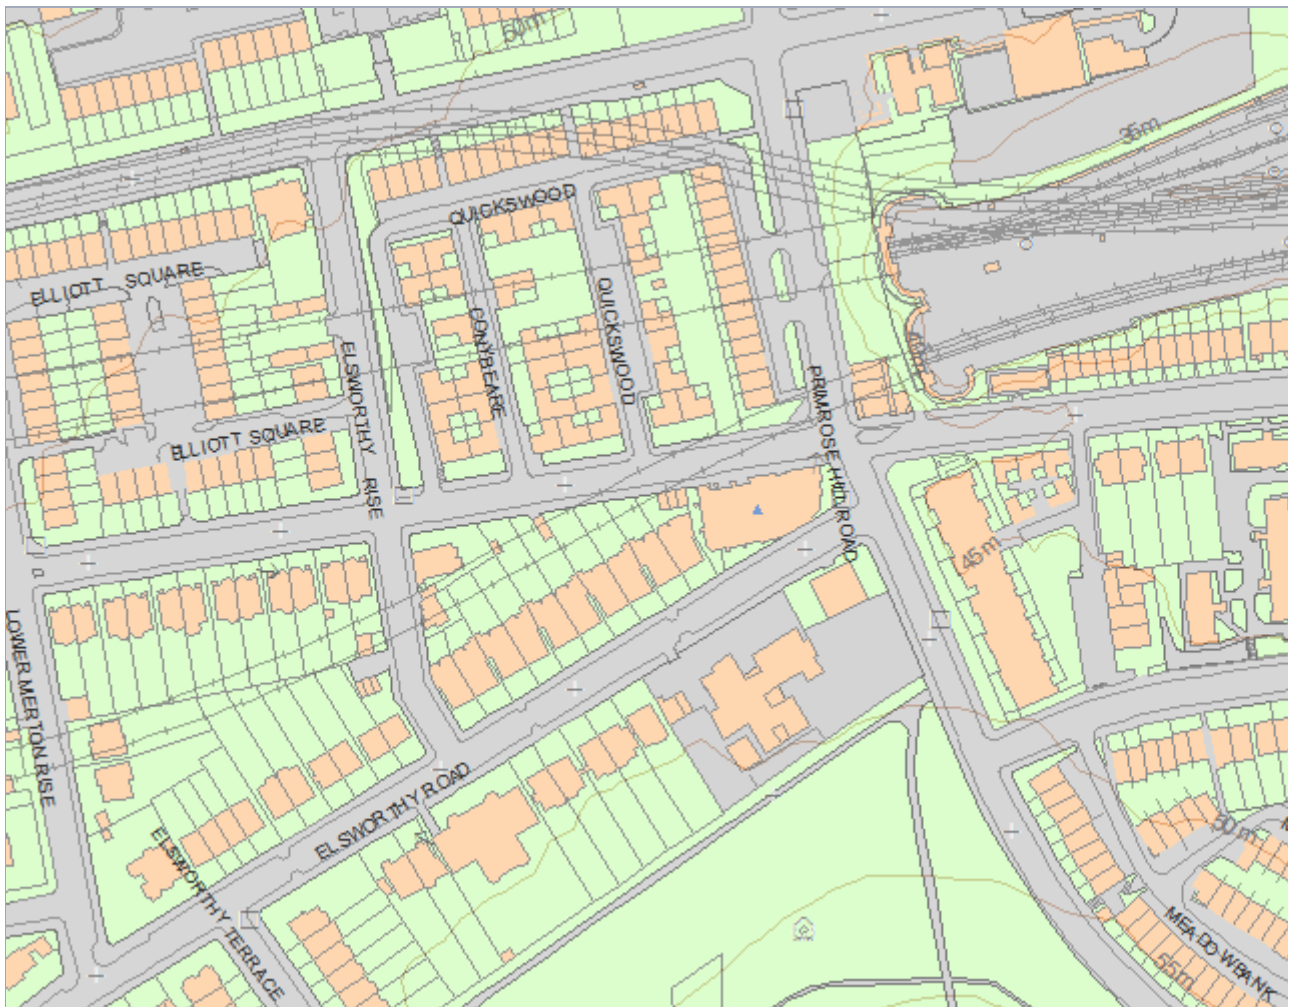 50m
35m
QUICKSWOOD
ELLIOTT SQUARE
QUICKSWOOD
CONYBEARE
ELSWORTHY RISE
PRIMROSE HILL ROAD
ELLIOTT SQUARE
45m
LOWER MERTON RISE
ELSWORTHY ROAD
50m
ELSWORTHY TERRACE
MEADOWBANK
55m